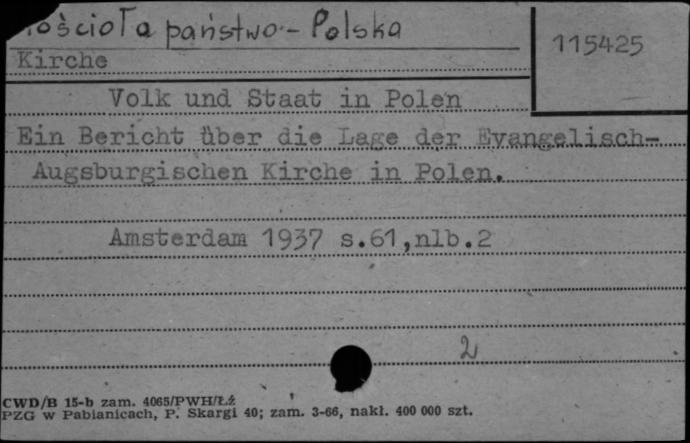 Kościoła państwo - Polska
115425
Kirche
Volk und Staat in Polen
Ein Bericht über die Lage der Evangelisch-
Augsburgischen Kirche in Polen.
Amsterdam 1937 s.61,nlb.2
2
CWD/B 15-b zam. 4065/PWH/Łż
PZG w Pabianicach, P. Skargi 40; zam. 3-66, nakł. 400 000 szt.